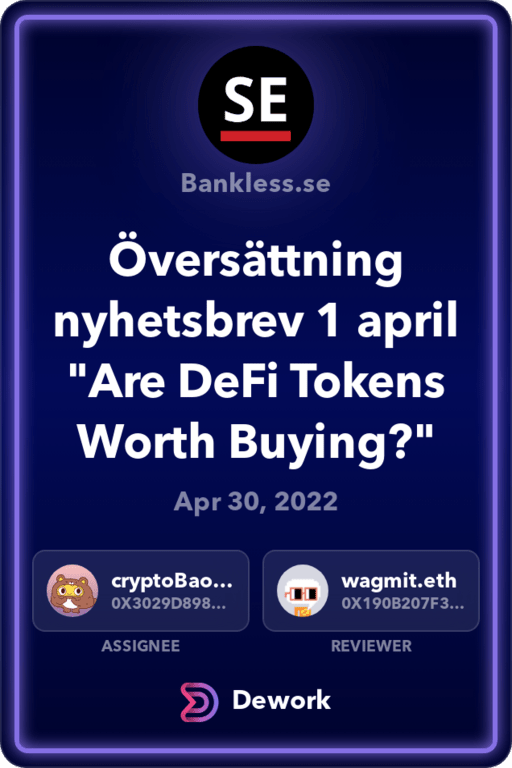 SE
Bankless.se
Översättning
nyhetsbrev 1 april
"Are DeFi Tokens
Worth Buying?"
Apr 30, 2022
cryptoBao...
0X3029D898...
ASSIGNEE
wagmit.eth
0X190B207F3...
REVIEWER
Dework